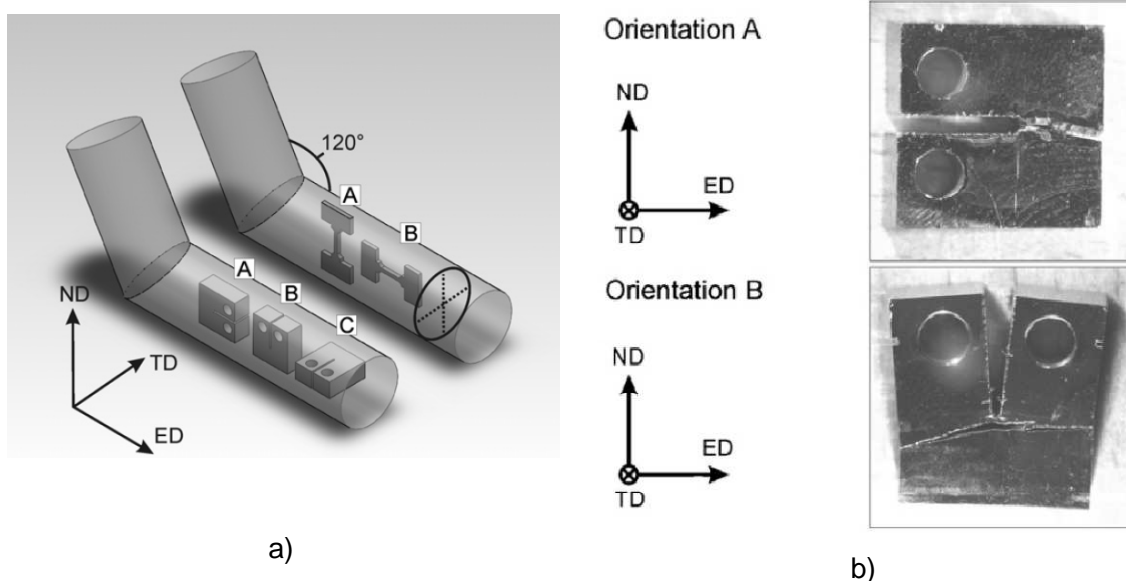 120°
A
B
A
B
C
ND
TD
ED
a)
Orientation A
ND
ED
TD
Orientation B
ND
ED
TD
b)